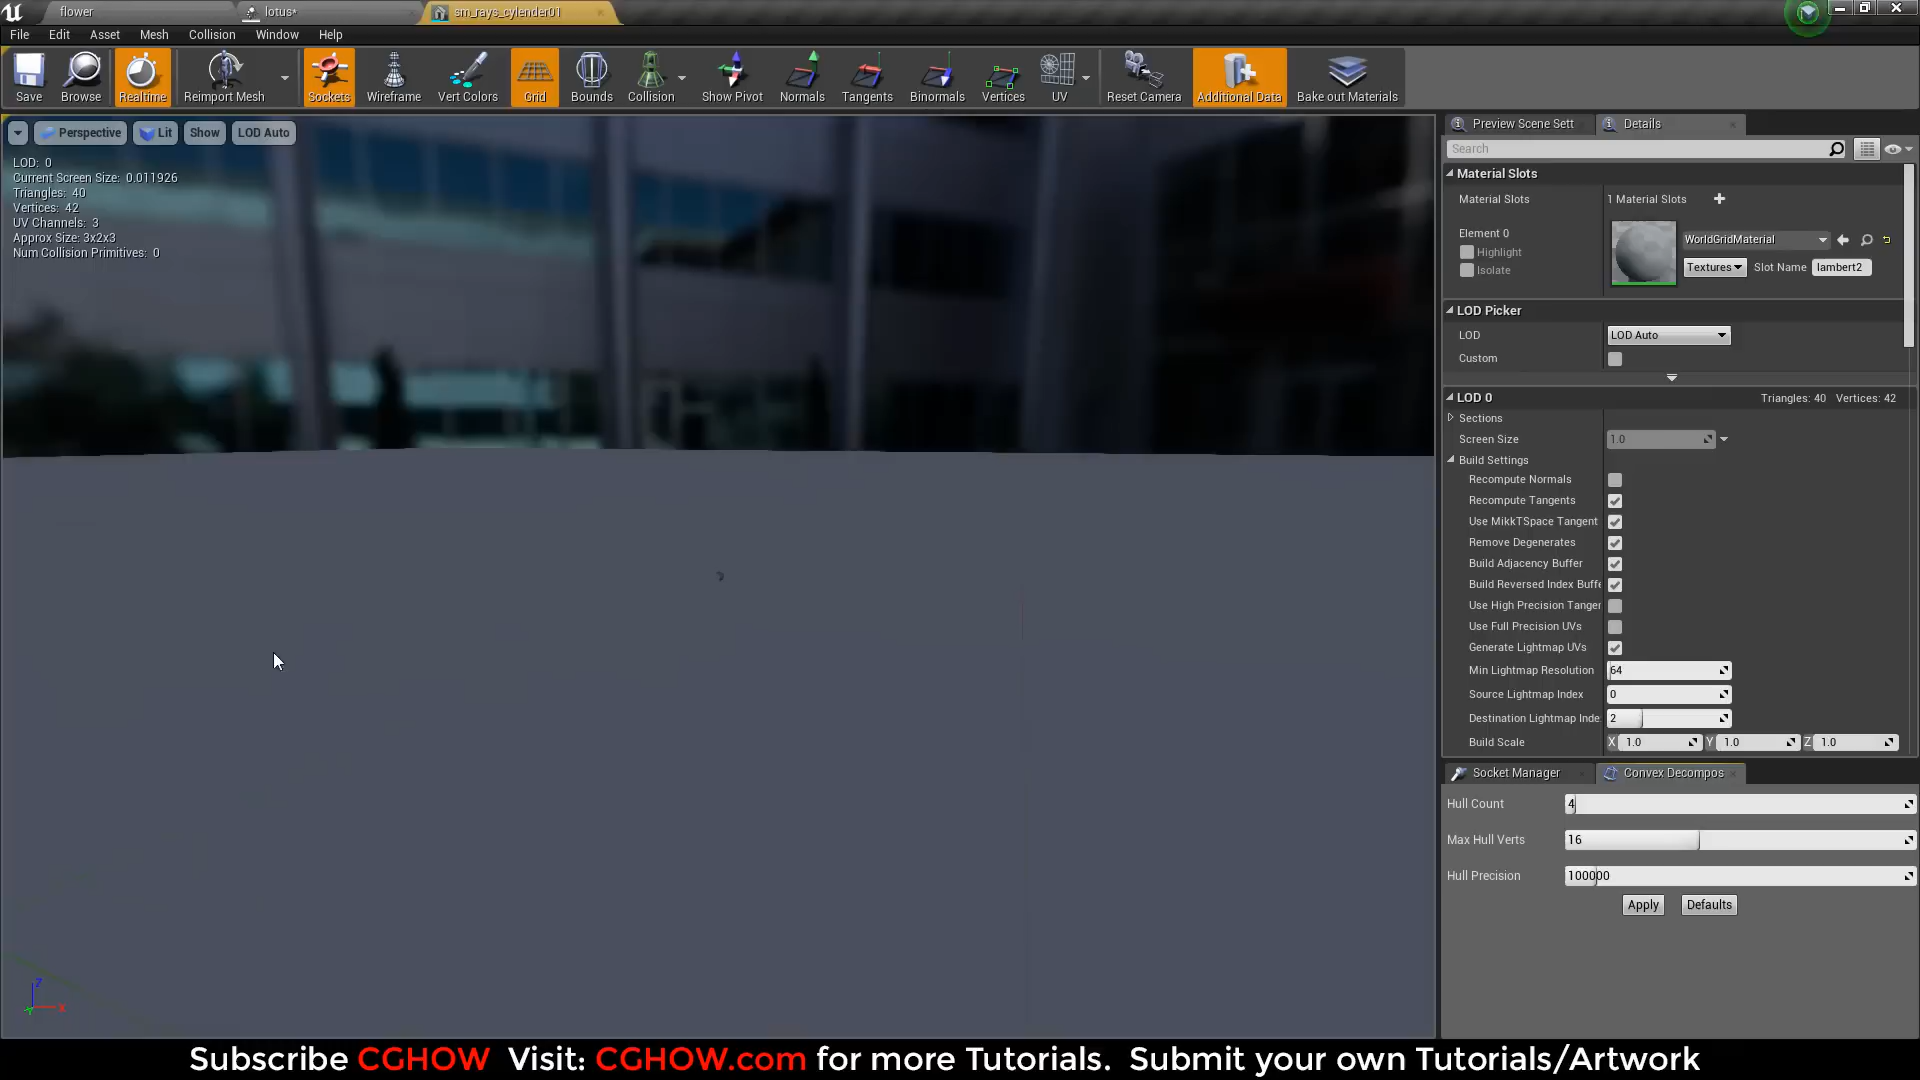 flower
lotus*
sm_rays_cylender01
File Edit Asset Mesh Collision Window Help
Save Browse Realtime Reimport Mesh Sockets Wireframe Vert Colors Grid Bounds Collision Show Pivot Normals Tangents Binormals Vertices UV Reset Camera Additional Data Bake out Materials
Perspective Lit Show LOD Auto
LOD: 0
Current Screen Size: 0.011926
Triangles: 40
Vertices: 42
UV Channels: 3
Approx Size: 3x2x3
Num Collision Primitives: 0
Z
X
Y
Preview Scene Sett Details
Search
Material Slots
Material Slots 1 Material Slots
Element 0
Highlight
Isolate
WorldGridMaterial
Textures Slot Name lambert2
LOD Picker
LOD LOD Auto
Custom
LOD 0 Triangles: 40 Vertices: 42
Sections
Screen Size 1.0
Build Settings
Recompute Normals
Recompute Tangents
Use MikkTSpace Tangent
Remove Degenerates
Build Adjacency Buffer
Build Reversed Index Buffe
Use High Precision Tanger
Use Full Precision UVs
Generate Lightmap UVs
Min Lightmap Resolution 64
Source Lightmap Index 0
Destination Lightmap Inde 2
Build Scale X 1.0 Y 1.0 Z 1.0
Socket Manager Convex Decompos
Hull Count 4
Max Hull Verts 16
Hull Precision 100000
Apply Defaults
Subscribe CGHOW Visit: CGHOW.com for more Tutorials. Submit your own Tutorials/Artwork